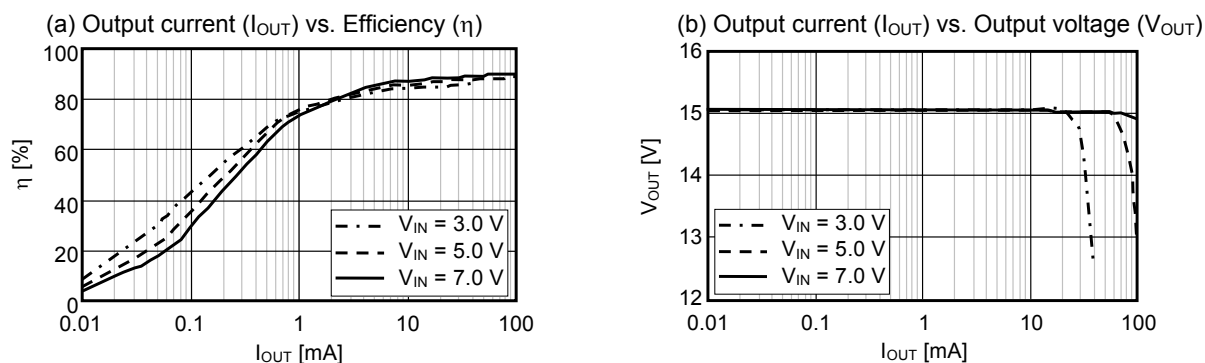 (a) Output current (IOUT) vs. Efficiency (η)
100
80
60
40
20
0
η [%]
VIN = 3.0 V
VIN = 5.0 V
VIN = 7.0 V
0.01 0.1 1 10 100
IOUT [mA]
(b) Output current (IOUT) vs. Output voltage (VOUT)
16
15
14
13
12
VOUT [V]
VIN = 3.0 V
VIN = 5.0 V
VIN = 7.0 V
0.01 0.1 1 10 100
IOUT [mA]